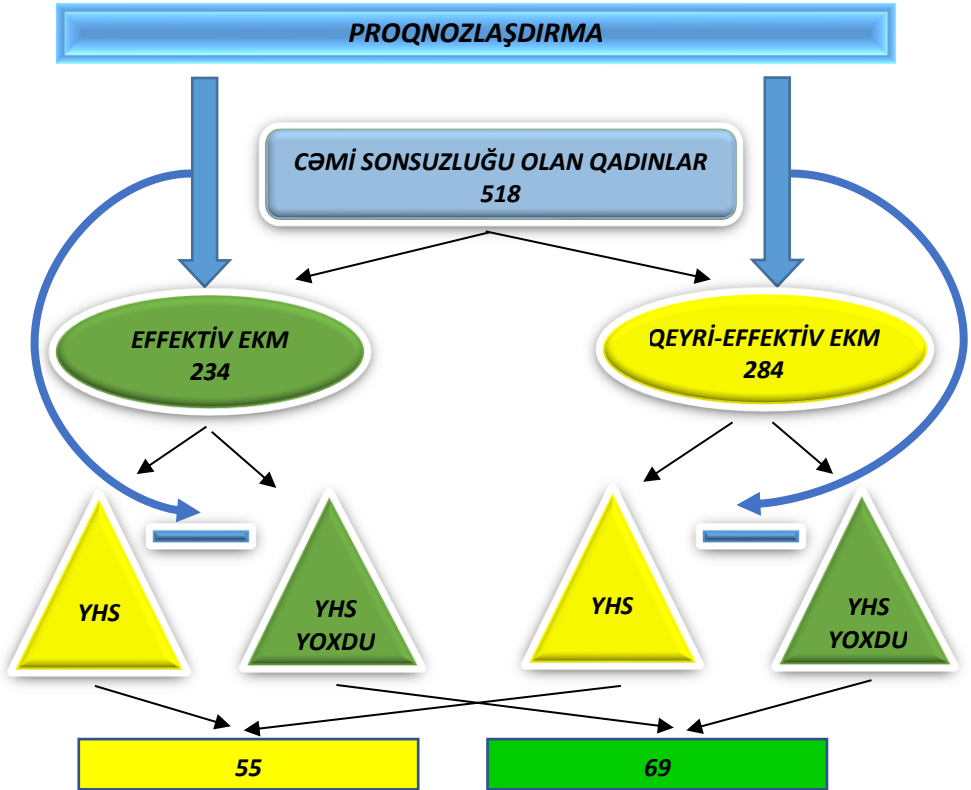 PROQNOZLAŞDIRMA
CƏMİ SONSUZLUĞU OLAN QADINLAR
518
EFFEKTİV EKM
234
QEYRİ-EFFEKTİV EKM
284
YHS
YHS
YOXDU
YHS
YHS
YOXDU
55
69